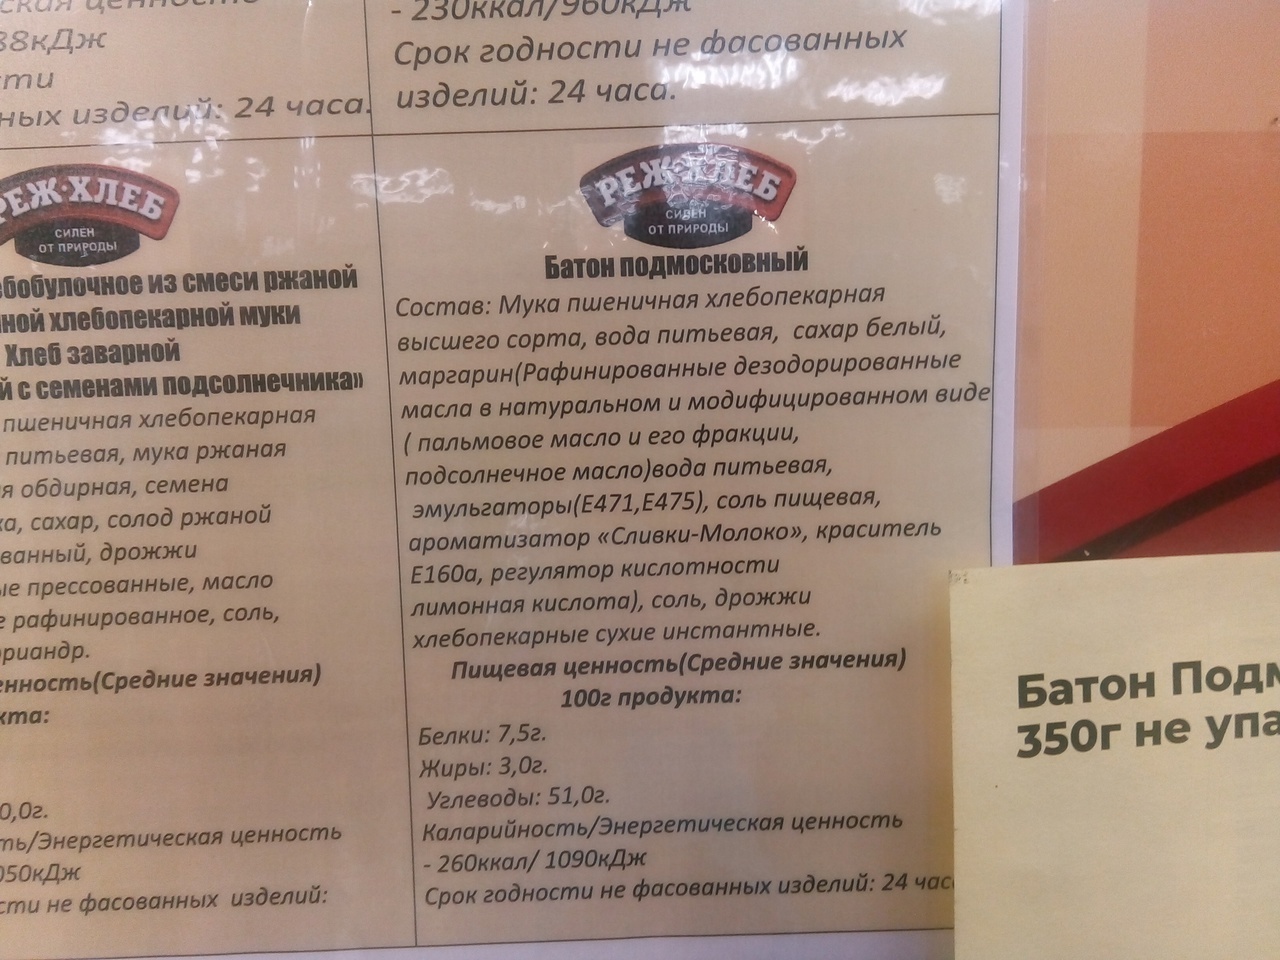 ская ценность
88кДж
сти
ных изделий: 24 часа.
- 230ккал/960кДж
Срок годности не фасованных
изделий: 24 часа.
РЕЖ·ХЛЕБ
СИЛЕН
ОТ ПРИРОДЫ
ебобулочное из смеси ржаной
ной хлебопекарной муки
Хлеб заварной
й с семенами подсолнечника»
пшеничная хлебопекарная
питьевая, мука ржаная
я обдирная, семена
ка, сахар, солод ржаной
ванный, дрожжи
ые прессованные, масло
е рафинированное, соль,
риандр.
енность(Средние значения)
кта:
0,0г.
ть/Энергетическая ценность
050кДж
сти не фасованных изделий:
РЕЖ·ХЛЕБ
СИЛЕН
ОТ ПРИРОДЫ
Батон подмосковный
Состав: Мука пшеничная хлебопекарная
высшего сорта, вода питьевая, сахар белый,
маргарин(Рафинированные дезодорированные
масла в натуральном и модифицированном виде
( пальмовое масло и его фракции,
подсолнечное масло)вода питьевая,
эмульгаторы(Е471,Е475), соль пищевая,
ароматизатор «Сливки-Молоко», краситель
Е160а, регулятор кислотности
лимонная кислота), соль, дрожжи
хлебопекарные сухие инстантные.
Пищевая ценность(Средние значения)
100г продукта:
Белки: 7,5г.
Жиры: 3,0г.
Углеводы: 51,0г.
Каларийность/Энергетическая ценность
- 260ккал/ 1090кДж
Срок годности не фасованных изделий: 24 час
Батон Подм
350г не упа